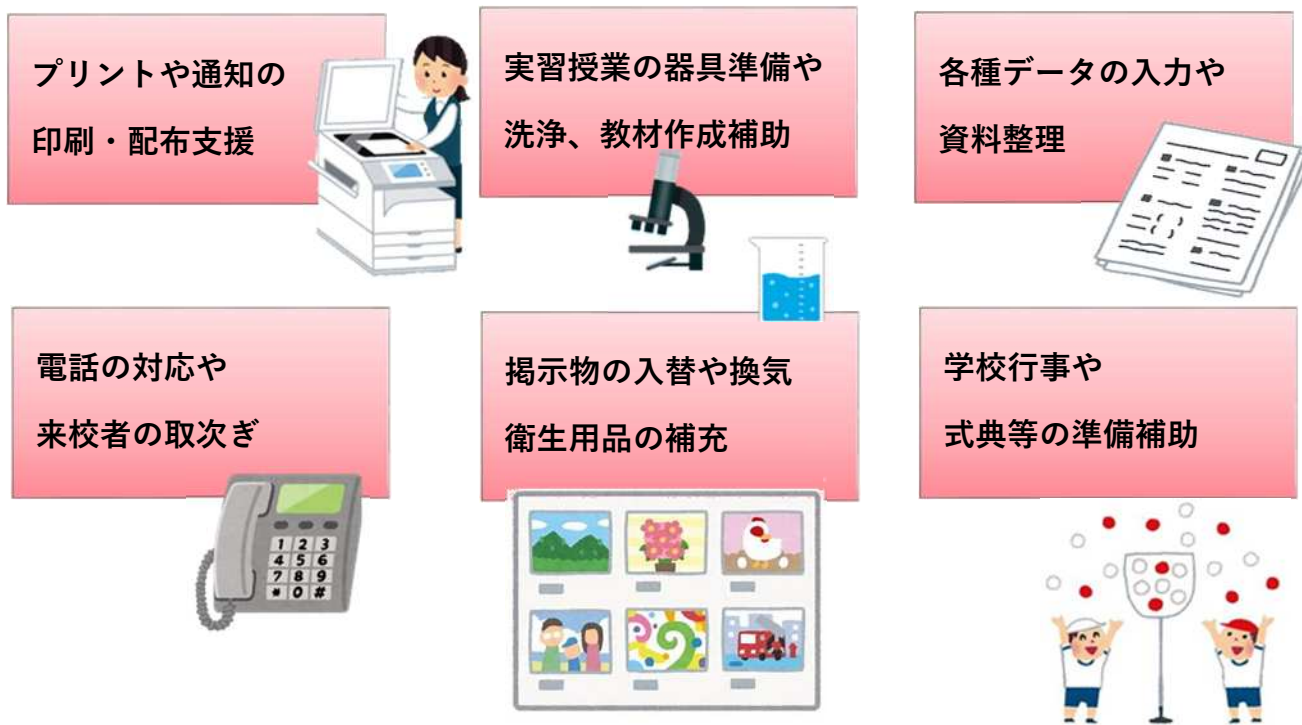 プリントや通知の
印刷・配布支援
実習授業の器具準備や
洗浄、教材作成補助
各種データの入力や
資料整理
電話の対応や
来校者の取次ぎ
1 2 3
4 5 6
7 8 9
* 0 #
掲示物の入替や換気
衛生用品の補充
学校行事や
式典等の準備補助